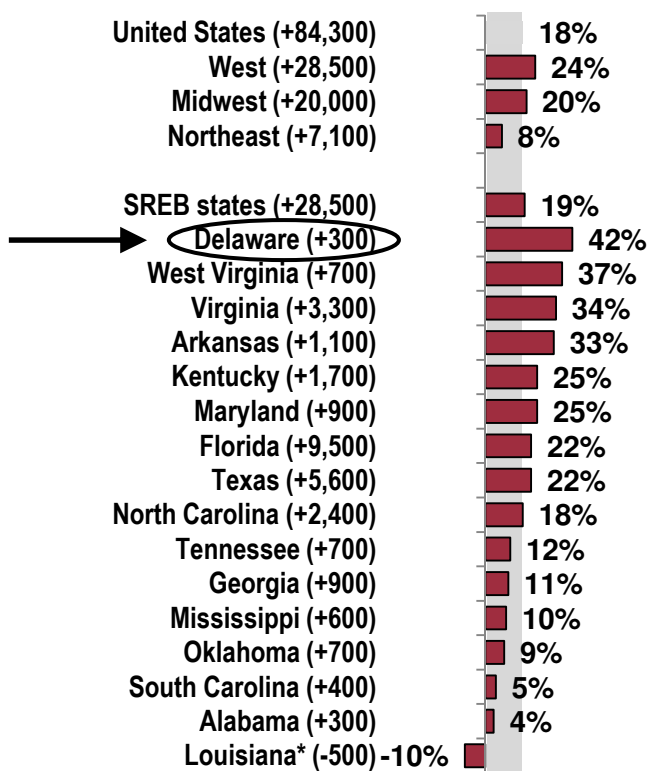 United States (+84,300) 18%
West (+28,500) 24%
Midwest (+20,000) 20%
Northeast (+7,100) 8%
SREB states (+28,500) 19%
Delaware (+300) 42%
West Virginia (+700) 37%
Virginia (+3,300) 34%
Arkansas (+1,100) 33%
Kentucky (+1,700) 25%
Maryland (+900) 25%
Florida (+9,500) 22%
Texas (+5,600) 22%
North Carolina (+2,400) 18%
Tennessee (+700) 12%
Georgia (+900) 11%
Mississippi (+600) 10%
Oklahoma (+700) 9%
South Carolina (+400) 5%
Alabama (+300) 4%
Louisiana* (-500) -10%